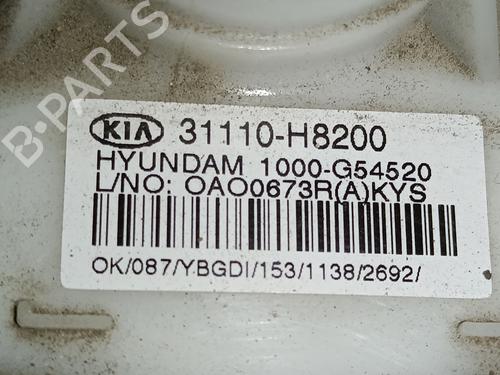 B-PARTS
KIA 31110-H8200
HYUNDAM 1000-G54520
L/NO: OAO0673R(A)KYS
OK/087/YBGDI/153/1138/2692/